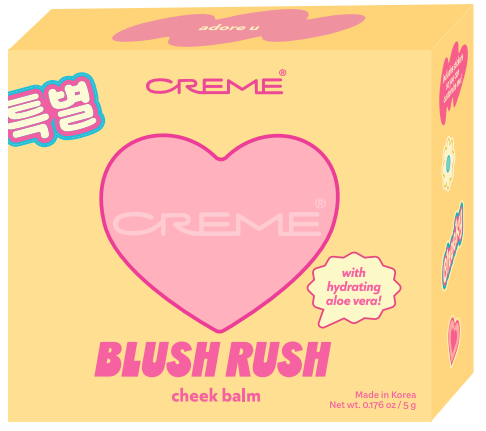 adore u
CREME®
특별
CREME®
with
hydrating
aloe vera!
BLUSH RUSH
cheek balm
Made in Korea
Net wt. 0.176 oz / 5 g